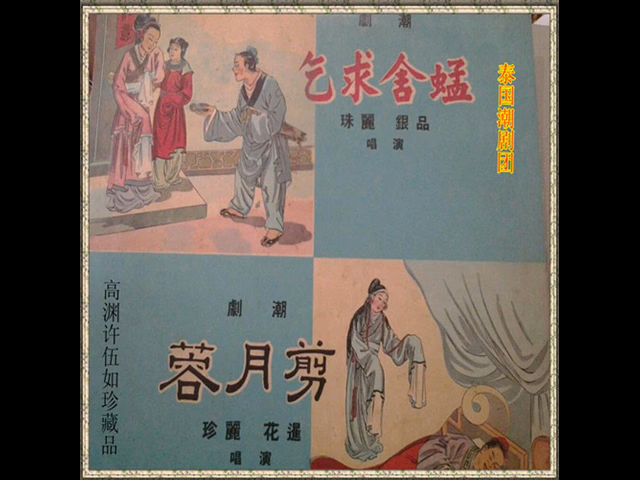 潮劇
蜢舍求乞
品銀 麗珠
演唱
泰国潮剧团
潮劇
剪月蓉
暹花 麗珍
演唱
高渊许伍如珍藏品